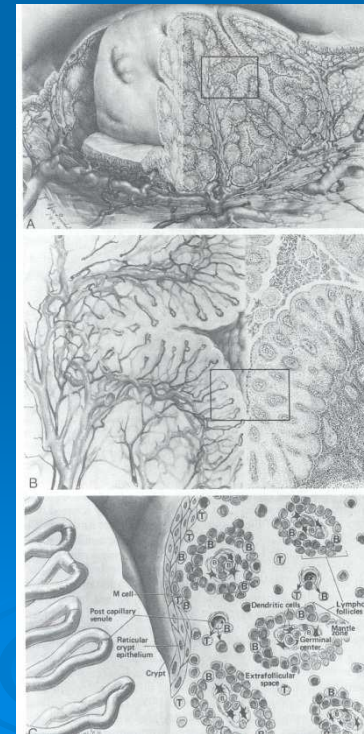 A
B
T
B
T
B
T
B
T
B
M cell
Dendritic cells
Post capillary
venule
Lympho
follicles
Mantle
zone
Reticular
crypt
epithelium
Germinal
center
Crypt
Extrafollicular
space
T
B
T
B
T
C